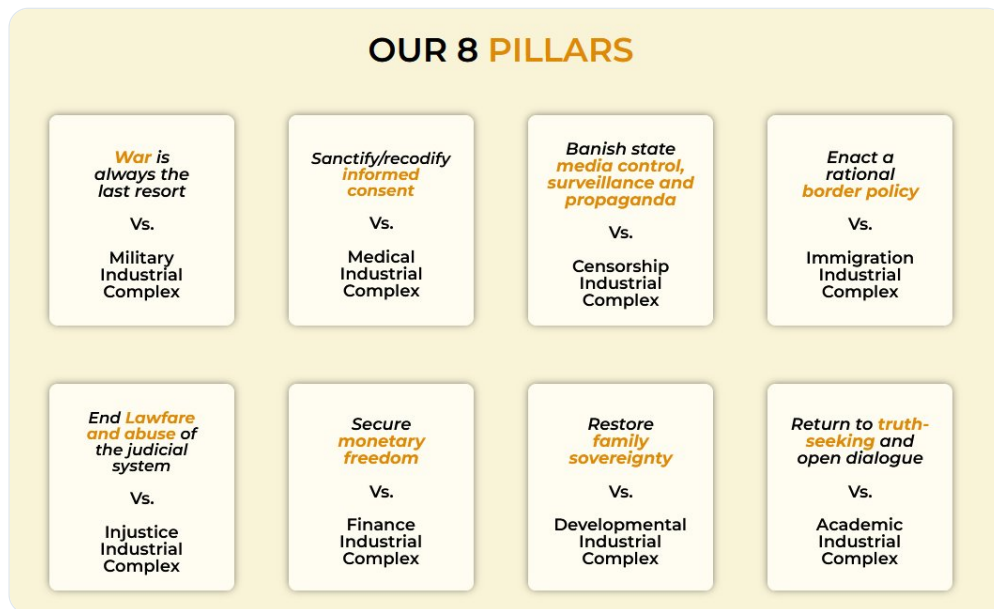 OUR 8 PILLARS
War is
always the
last resort
Vs.
Military
Industrial
Complex
Sanctify/recodify
informed
consent
Vs.
Medical
Industrial
Complex
Banish state
media control,
surveillance and
propaganda
Vs.
Censorship
Industrial
Complex
Enact a
rational
border policy
Vs.
Immigration
Industrial
Complex
End Lawfare
and abuse of
the judicial
system
Vs.
Injustice
Industrial
Complex
Secure
monetary
freedom
Vs.
Finance
Industrial
Complex
Restore
family
sovereignty
Vs.
Developmental
Industrial
Complex
Return to truth-
seeking and
open dialogue
Vs.
Academic
Industrial
Complex